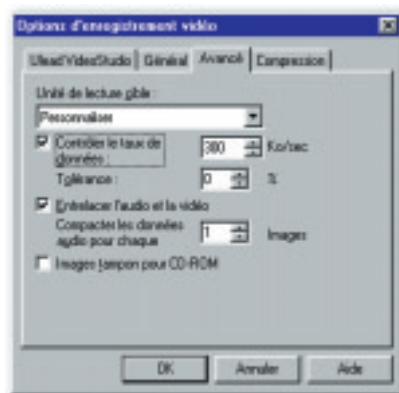 Options d'enregistrement vidéo
Ulead VideoStudio Général Avancé Compression
Unité de lecture cible :
Personnaliser
Contrôler le taux de données : 300 Ko/sec
Tolérance : 0 %
Entrelacer l'audio et la vidéo
Compacter les données audio pour chaque 1 Images
Images tampon pour CD-ROM
OK Annuler Aide